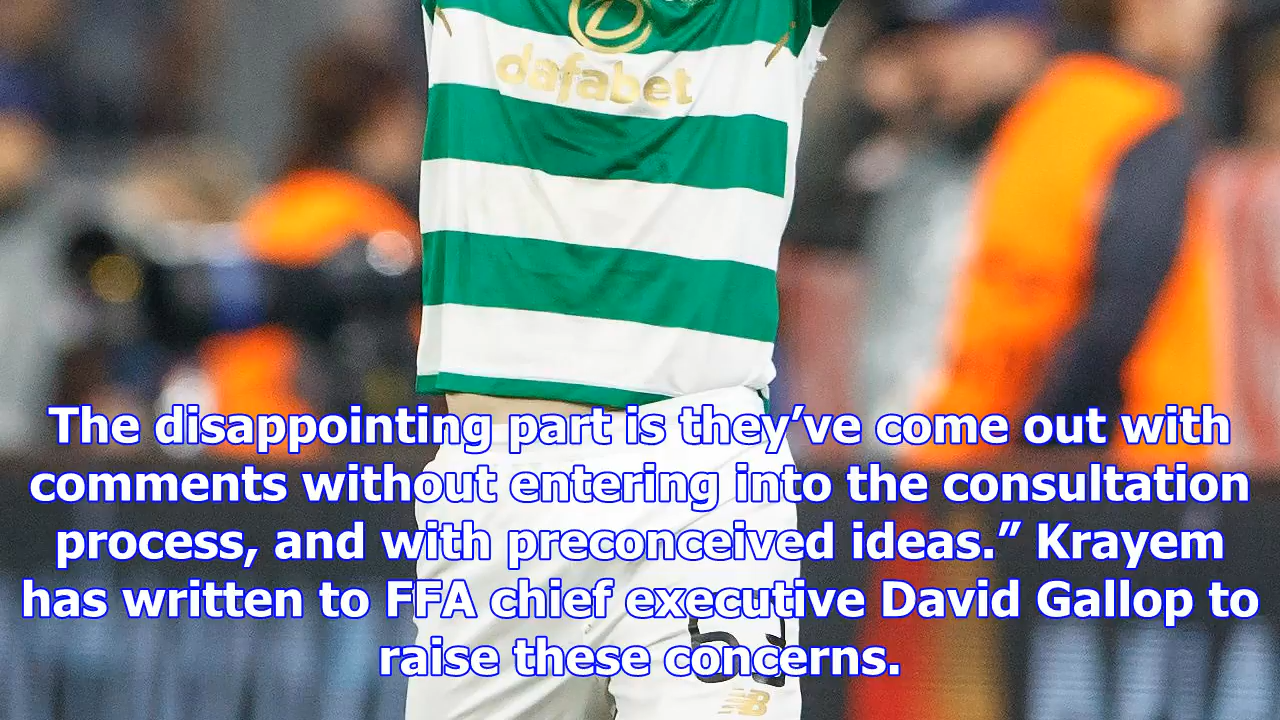 dafabet
The disappointing part is they’ve come out with
comments without entering into the consultation
process, and with preconceived ideas.” Krayem
has written to FFA chief executive David Gallop to
raise these concerns.